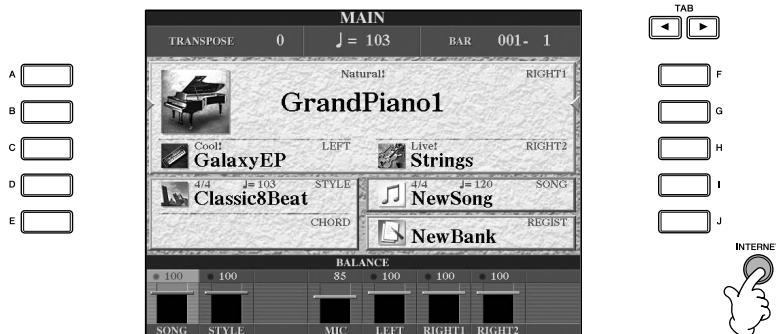 TAB
MAIN
TRANSPOSE 0 ♩= 103 BAR 001- 1
A
F
Natural! RIGHT1
GrandPiano1
B
G
C
H
Cool! LEFT Live! RIGHT2
GalaxyEP Strings
D
I
4/4 ♩= 103 STYLE 4/4 ♩= 120 SONG
Classic8Beat NewSong
E
J
CHORD REGIST
NewBank
INTERNE
BALANCE
100 100 85 100 100 100
SONG STYLE MIC LEFT RIGHT1 RIGHT2